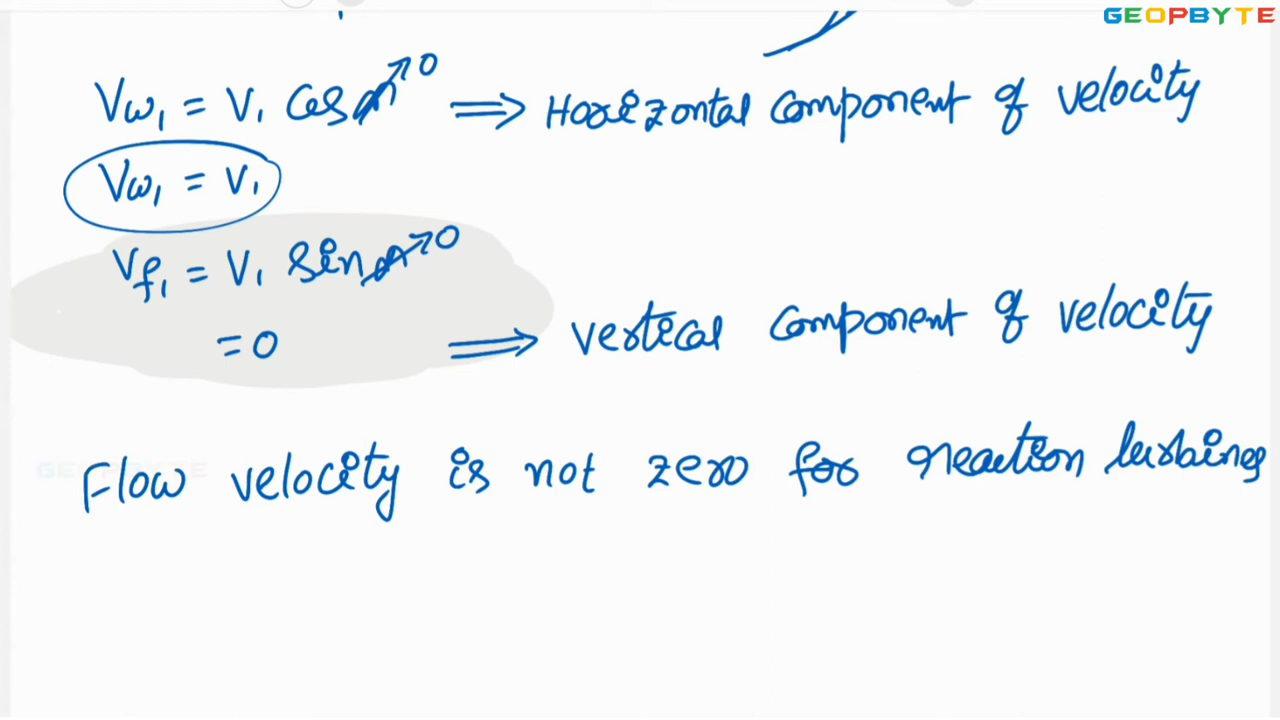 GEOPBYTE
Vw₁ = V₁ cos α↗0 ⟹ Horizontal component of velocity
Vw₁ = V₁
Vf₁ = V₁ sin α↗0
= 0 ⟹ vertical component of velocity
GEOPBYTE
Flow velocity is not zero for reaction turbines